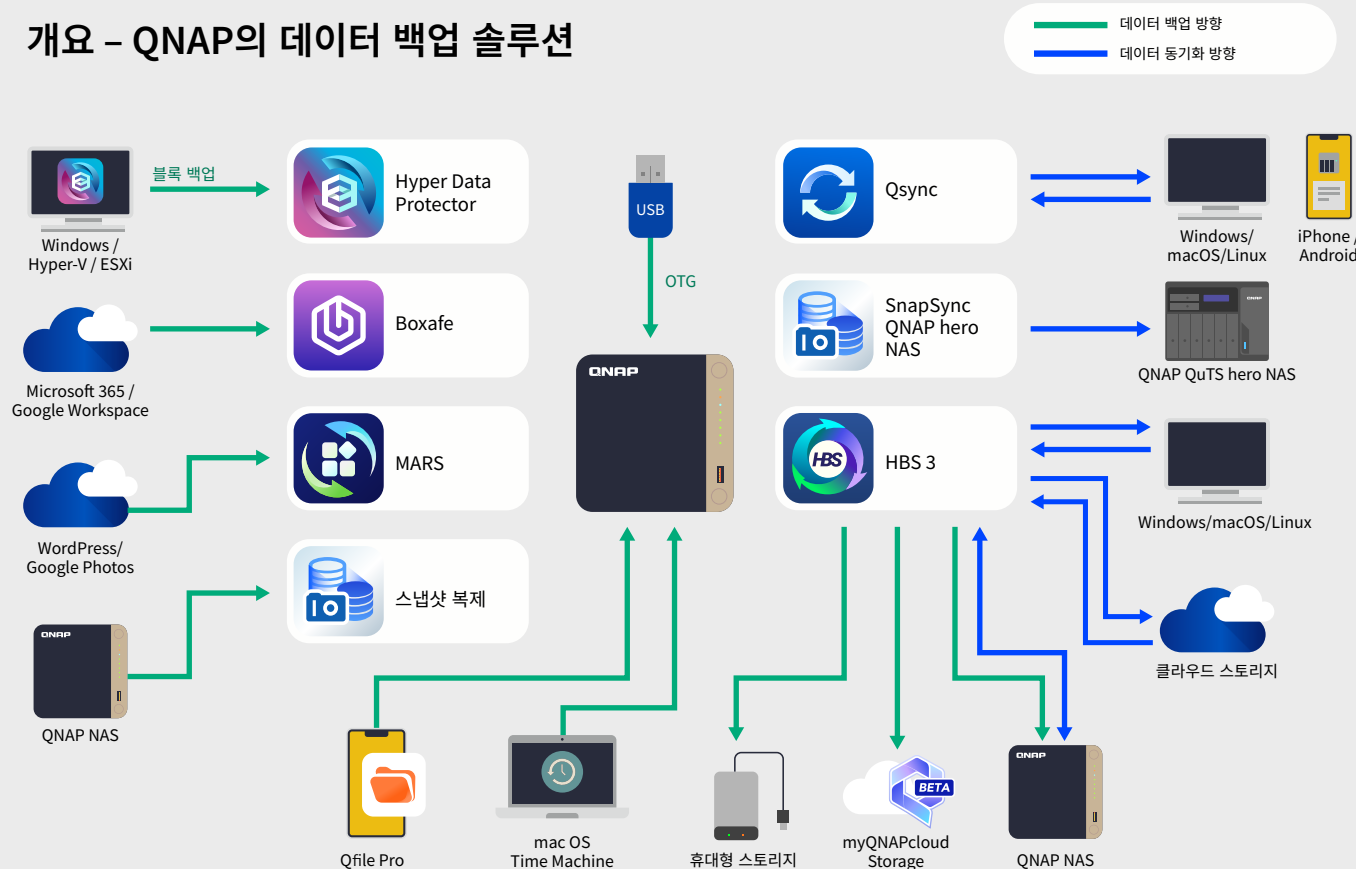 개요 – QNAP의 데이터 백업 솔루션
데이터 백업 방향
데이터 동기화 방향
블록 백업
Windows /
Hyper-V / ESXi
Hyper Data
Protector
USB
OTG
Qsync
Windows/
macOS/Linux
iPhone /
Android
Microsoft 365 /
Google Workspace
Boxafe
SnapSync
QNAP hero
NAS
QNAP
QNAP QuTS hero NAS
QNAP
WordPress/
Google Photos
MARS
HBS
HBS 3
Windows/macOS/Linux
스냅샷 복제
QNAP
QNAP NAS
클라우드 스토리지
Qfile Pro
mac OS
Time Machine
휴대형 스토리지
BETA
myQNAPcloud
Storage
QNAP
QNAP NAS